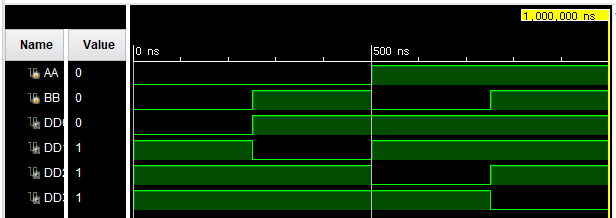 1,000,000 ns
Name Value
0 ns 500 ns
AA 0
BB 0
DD0 0
DD1 1
DD2 1
DD3 1